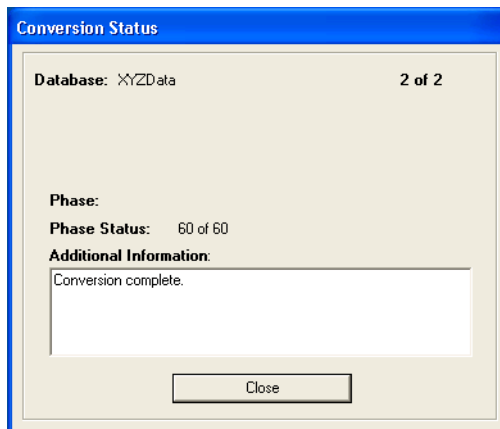 Conversion Status
Database: XYZData 2 of 2
Phase:
Phase Status: 60 of 60
Additional Information:
Conversion complete.
Close